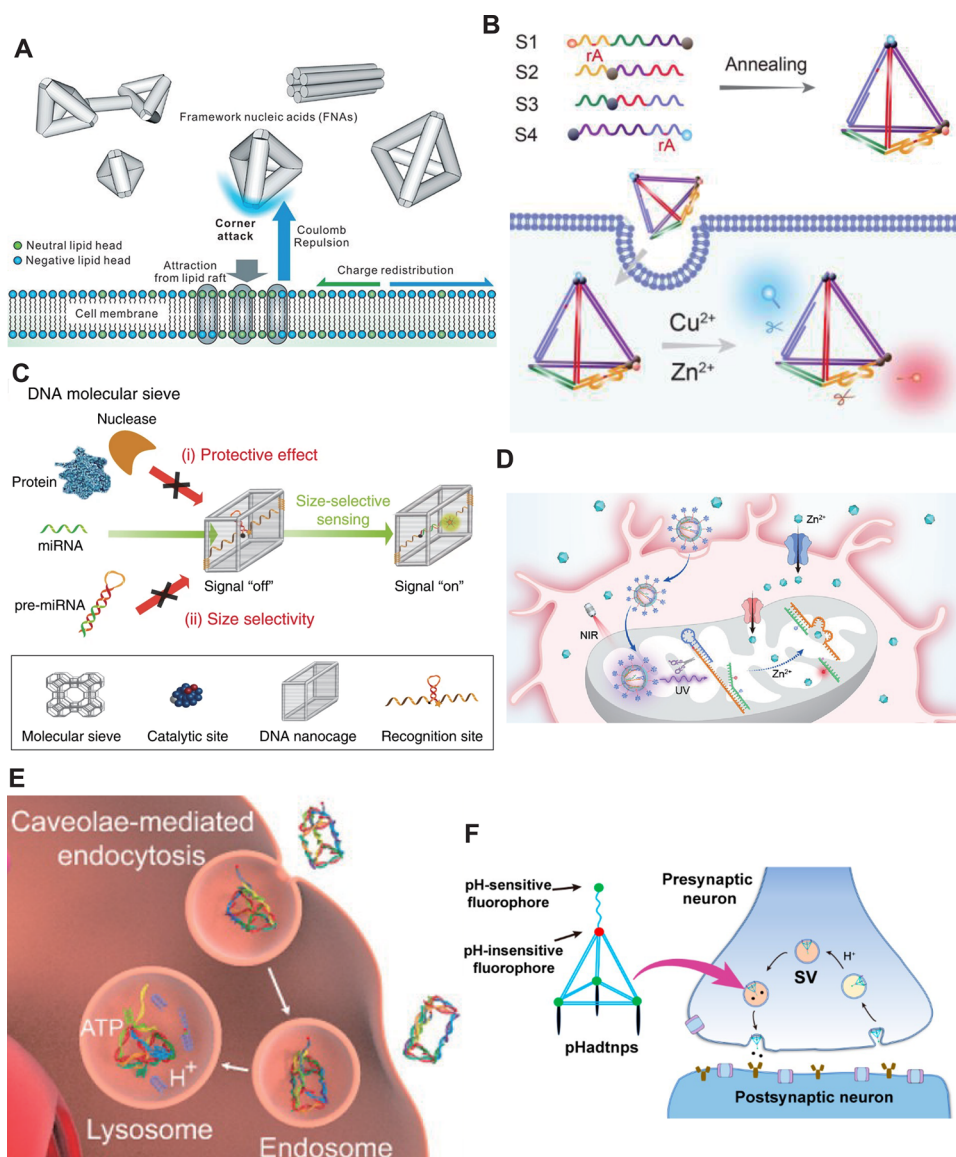 A
Framework nucleic acids (FNAs)
Corner
attack
Coulomb
Repulsion
Neutral lipid head
Negative lipid head
Attraction
from lipid raft
Charge redistribution
Cell membrane
B
S1
rA
S2
S3
S4
rA
Annealing
Cu²⁺
Zn²⁺
C
DNA molecular sieve
Nuclease
(i) Protective effect
Protein
Size-selective
sensing
miRNA
Signal “off”
Signal “on”
pre-miRNA
(ii) Size selectivity
Molecular sieve
Catalytic site
DNA nanocage
Recognition site
D
Zn²⁺
NIR
UV
Zn²⁺
E
Caveolae-mediated
endocytosis
ATP
H⁺
Lysosome
Endosome
F
pH-sensitive
fluorophore
pH-insensitive
fluorophore
pHadtnps
Presynaptic
neuron
H⁺
SV
Postsynaptic neuron